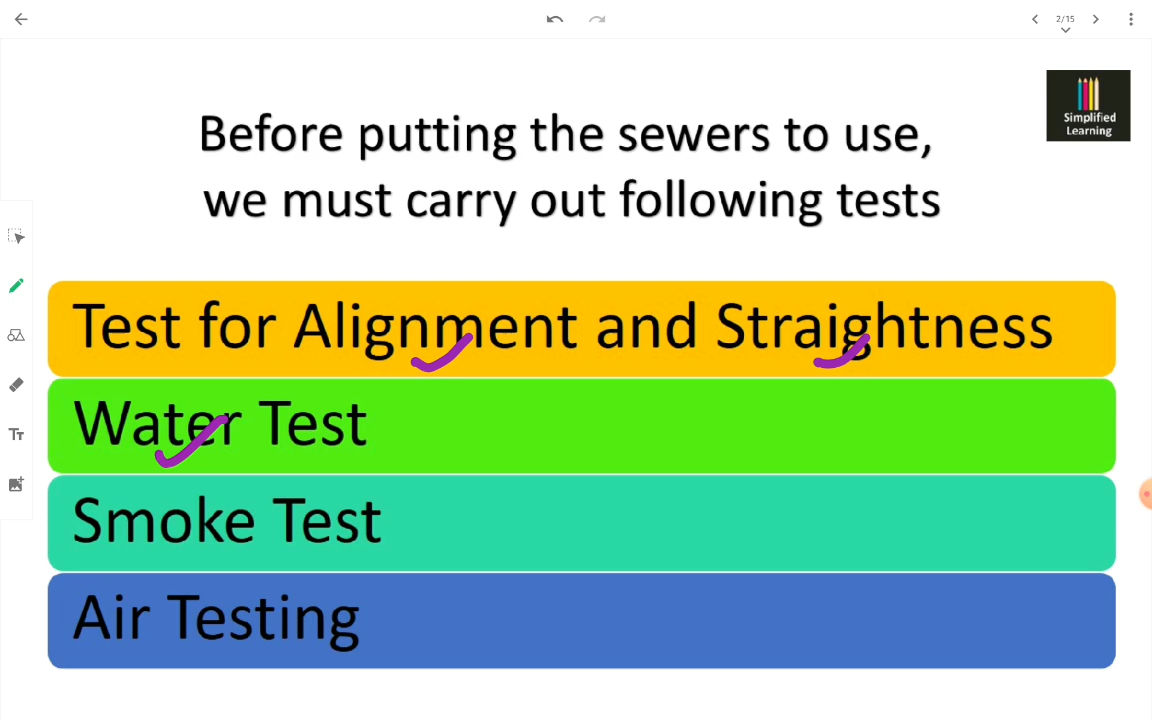 2/15
Simplified
Learning
Before putting the sewers to use,
we must carry out following tests
Test for Alignment and Straightness
Water Test
Smoke Test
Air Testing
Tт